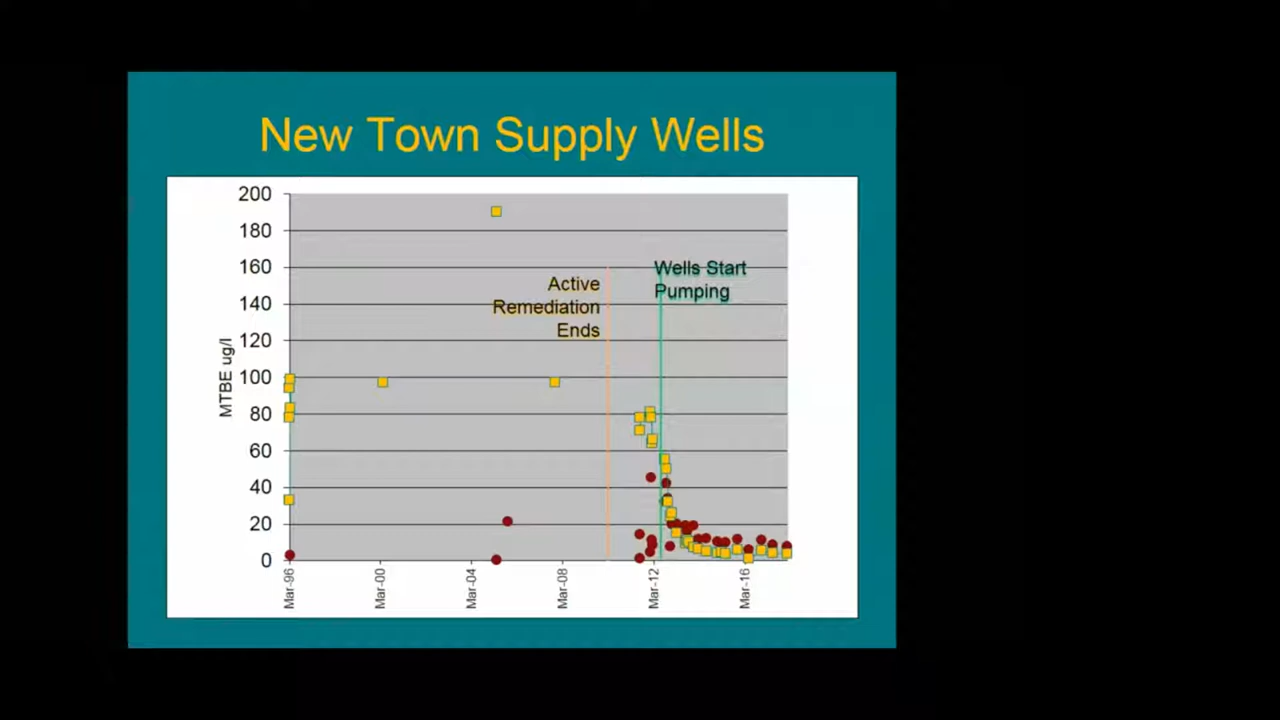 New Town Supply Wells
200
180
160
140
120
100
80
60
40
20
0
MTBE ug/l
Active
Remediation
Ends
Wells Start
Pumping
Mar-96
Mar-00
Mar-04
Mar-08
Mar-12
Mar-16